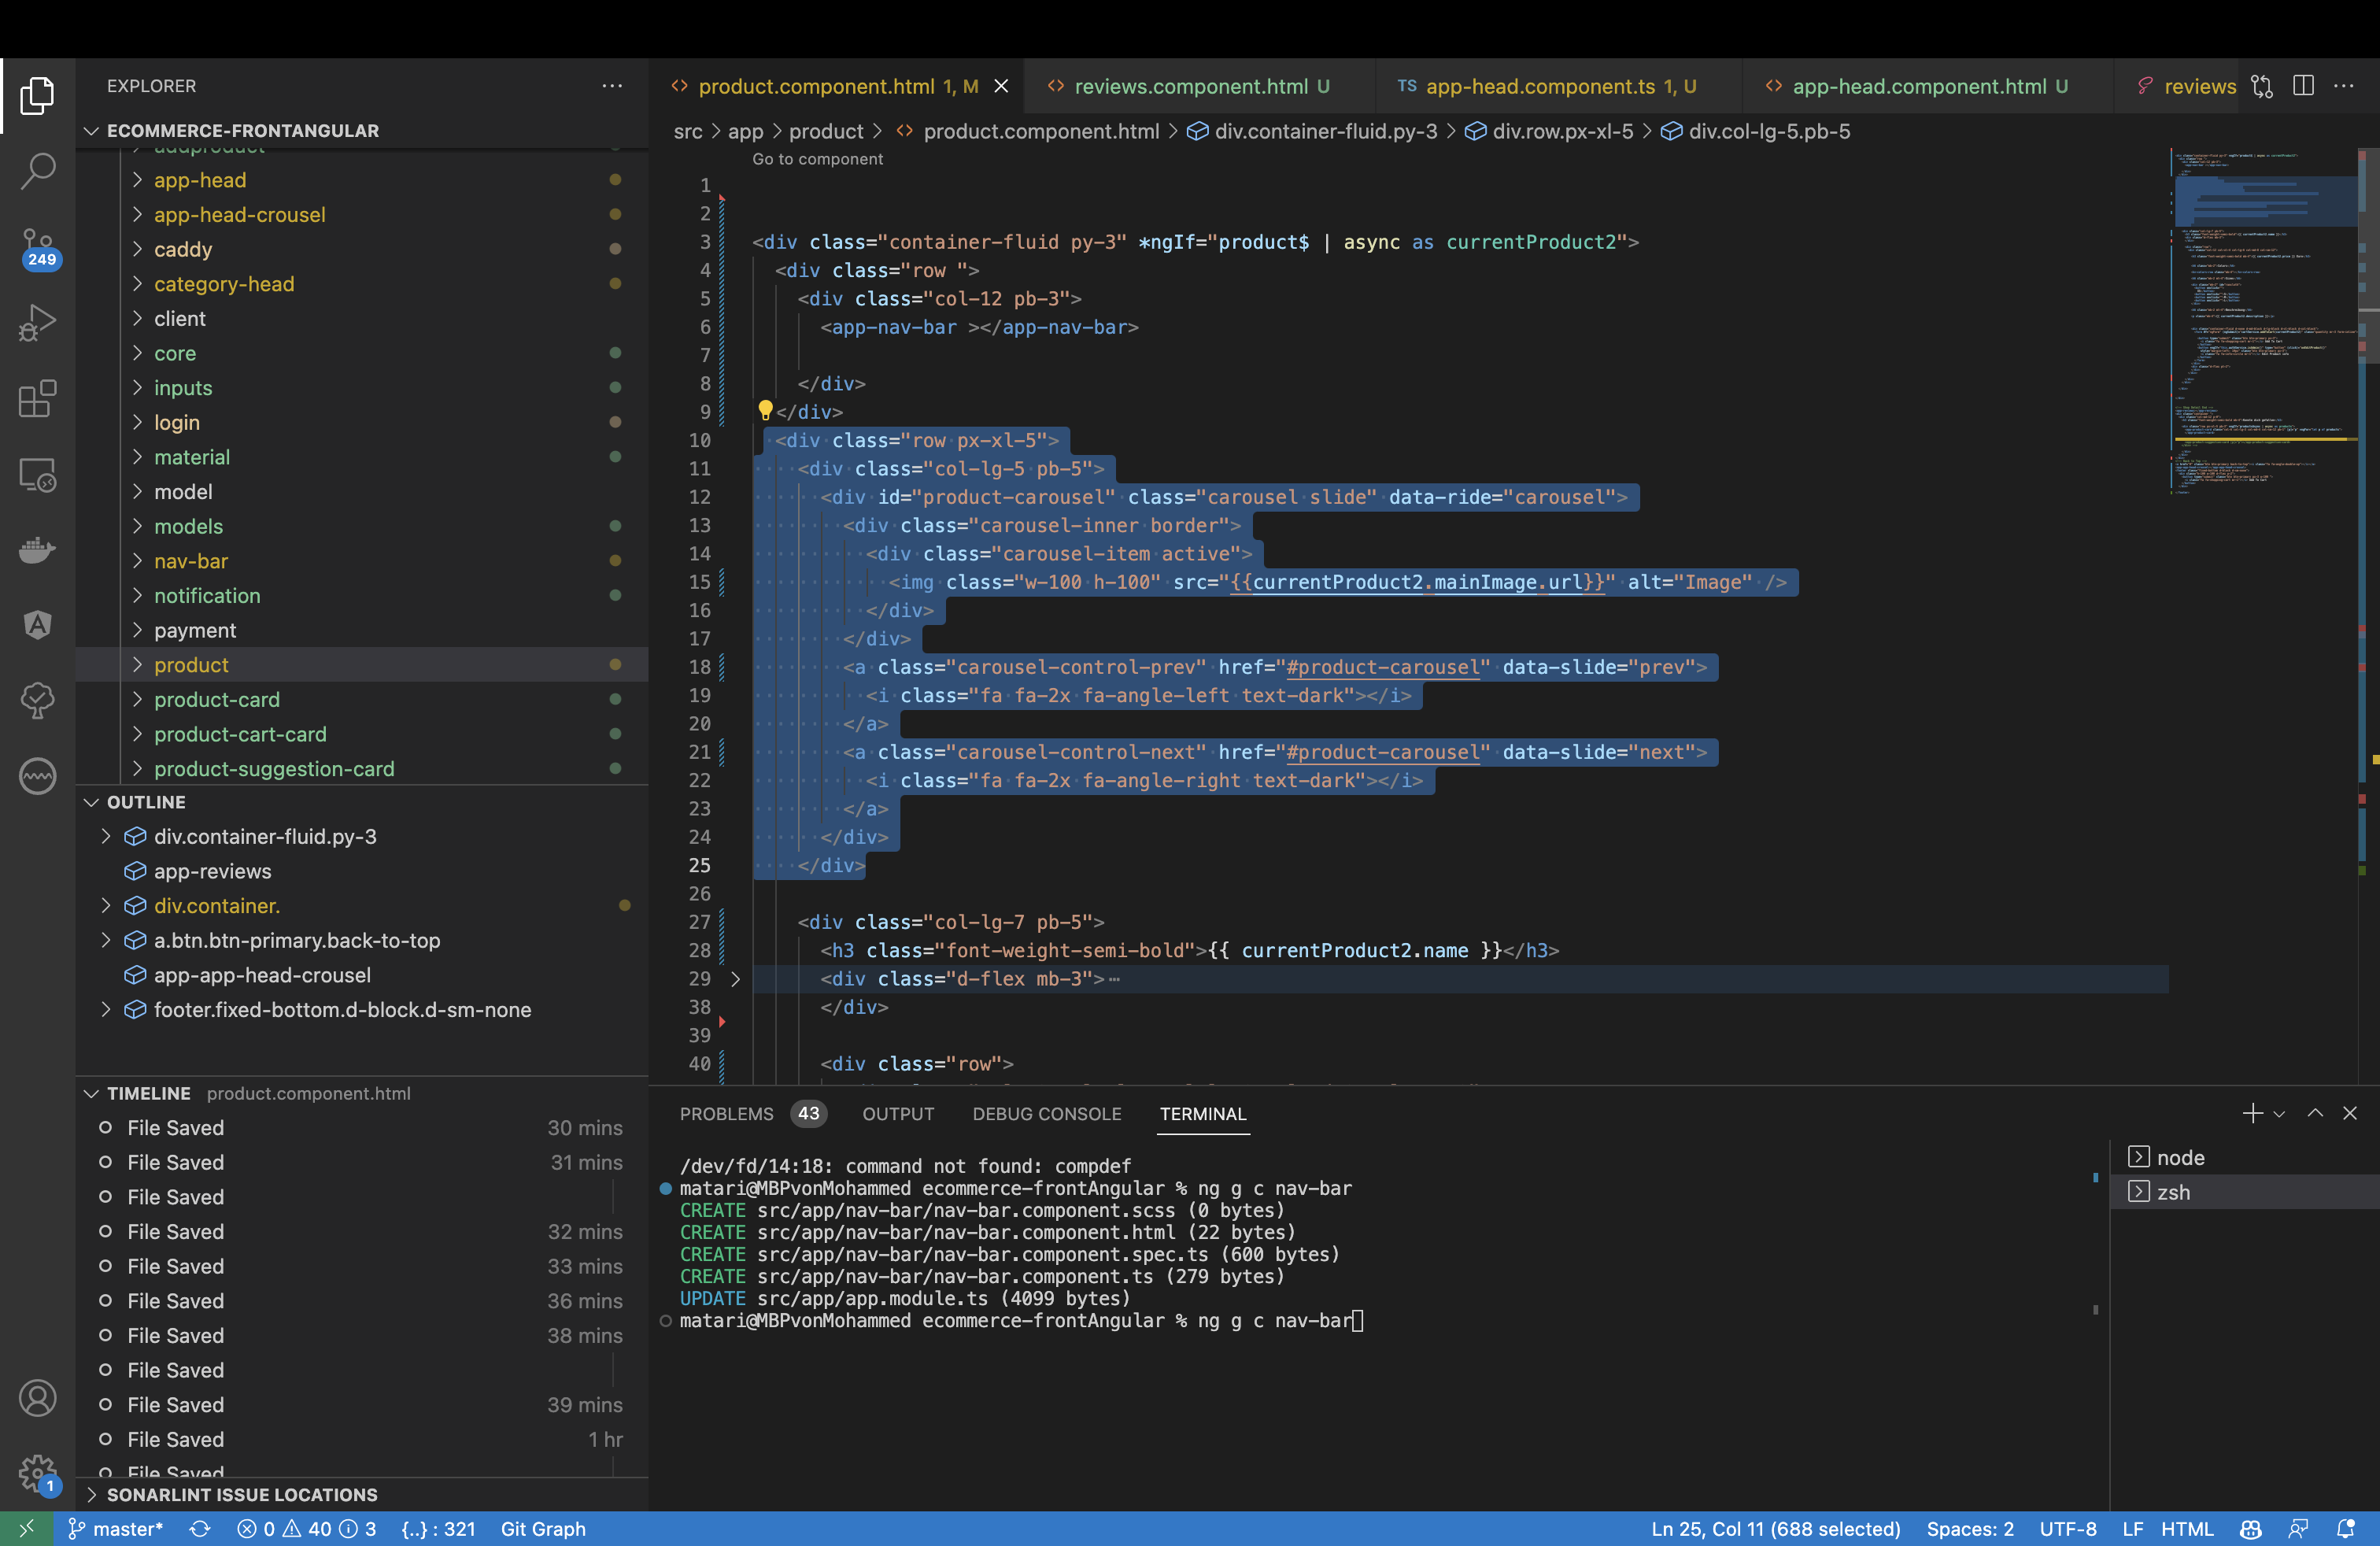 EXPLORER
ECOMMERCE-FRONTANGULAR
addproduct
app-head
app-head-crousel
caddy
category-head
client
core
inputs
login
material
model
models
nav-bar
notification
payment
product
product-card
product-cart-card
product-suggestion-card
249
OUTLINE
div.container-fluid.py-3
app-reviews
div.container.
a.btn.btn-primary.back-to-top
app-app-head-crousel
footer.fixed-bottom.d-block.d-sm-none
TIMELINE product.component.html
File Saved 30 mins
File Saved 31 mins
File Saved
File Saved 32 mins
File Saved 33 mins
File Saved 36 mins
File Saved 38 mins
File Saved
File Saved 39 mins
File Saved 1 hr
File Saved
SONARLINT ISSUE LOCATIONS
1
product.component.html 1, M
reviews.component.html U
TS app-head.component.ts 1, U
app-head.component.html U
reviews
src > app > product > product.component.html > div.container-fluid.py-3 > div.row.px-xl-5 > div.col-lg-5.pb-5
Go to component
1
2
3 <div class="container-fluid py-3" *ngIf="product$ | async as currentProduct2">
4 <div class="row ">
5 <div class="col-12 pb-3">
6 <app-nav-bar ></app-nav-bar>
7
8 </div>
9 </div>
10 <div class="row px-xl-5">
11 <div class="col-lg-5 pb-5">
12 <div id="product-carousel" class="carousel slide" data-ride="carousel">
13 <div class="carousel-inner border">
14 <div class="carousel-item active">
15 <img class="w-100 h-100" src="{{currentProduct2.mainImage.url}}" alt="Image" />
16 </div>
17 </div>
18 <a class="carousel-control-prev" href="#product-carousel" data-slide="prev">
19 <i class="fa fa-2x fa-angle-left text-dark"></i>
20 </a>
21 <a class="carousel-control-next" href="#product-carousel" data-slide="next">
22 <i class="fa fa-2x fa-angle-right text-dark"></i>
23 </a>
24 </div>
25 </div>
26
27 <div class="col-lg-7 pb-5">
28 <h3 class="font-weight-semi-bold">{{ currentProduct2.name }}</h3>
29 <div class="d-flex mb-3">⋯
38 </div>
39
40 <div class="row">
PROBLEMS 43 OUTPUT DEBUG CONSOLE TERMINAL
/dev/fd/14:18: command not found: compdef
matari@MBPvonMohammed ecommerce-frontAngular % ng g c nav-bar
CREATE src/app/nav-bar/nav-bar.component.scss (0 bytes)
CREATE src/app/nav-bar/nav-bar.component.html (22 bytes)
CREATE src/app/nav-bar/nav-bar.component.spec.ts (600 bytes)
CREATE src/app/nav-bar/nav-bar.component.ts (279 bytes)
UPDATE src/app/app.module.ts (4099 bytes)
matari@MBPvonMohammed ecommerce-frontAngular % ng g c nav-bar
node
zsh
master* 0 40 3 {..} : 321 Git Graph
Ln 25, Col 11 (688 selected) Spaces: 2 UTF-8 LF HTML